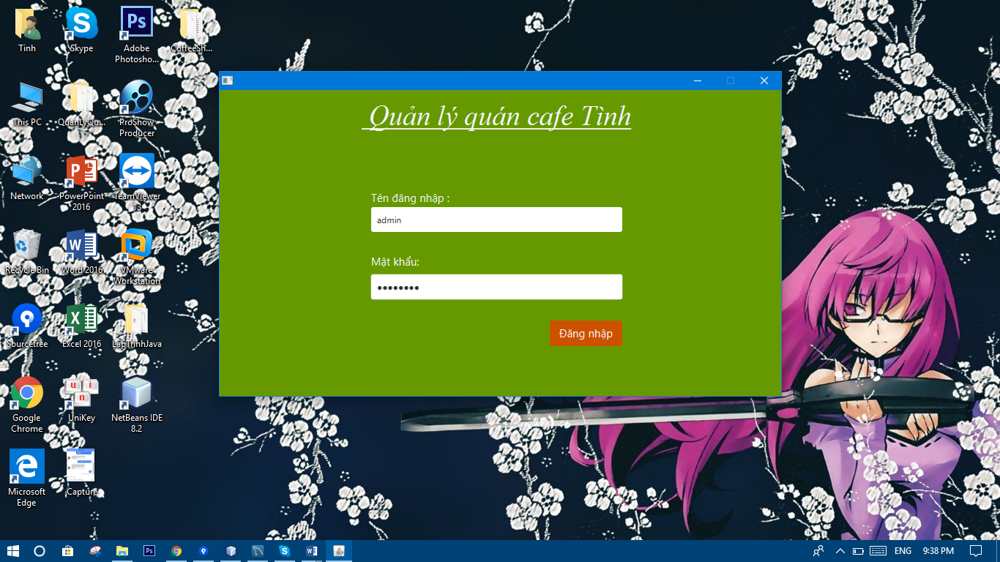 Tinh
Skype
Adobe
Photosho...
CoffeeSh...
This PC
QuanLyQu...
ProShow
Producer
Network
PowerPoint
2016
TeamViewer
13
Recycle Bin
Word 2016
VMware
Workstation
Sourcetree
Excel 2016
LapTrinhJava
Google
Chrome
UniKey
NetBeans IDE
8.2
Microsoft
Edge
Capture
Quản lý quán cafe Tình
Tên đăng nhập :
admin
Mật khẩu:
••••••••
Đăng nhập
ENG
9:38 PM